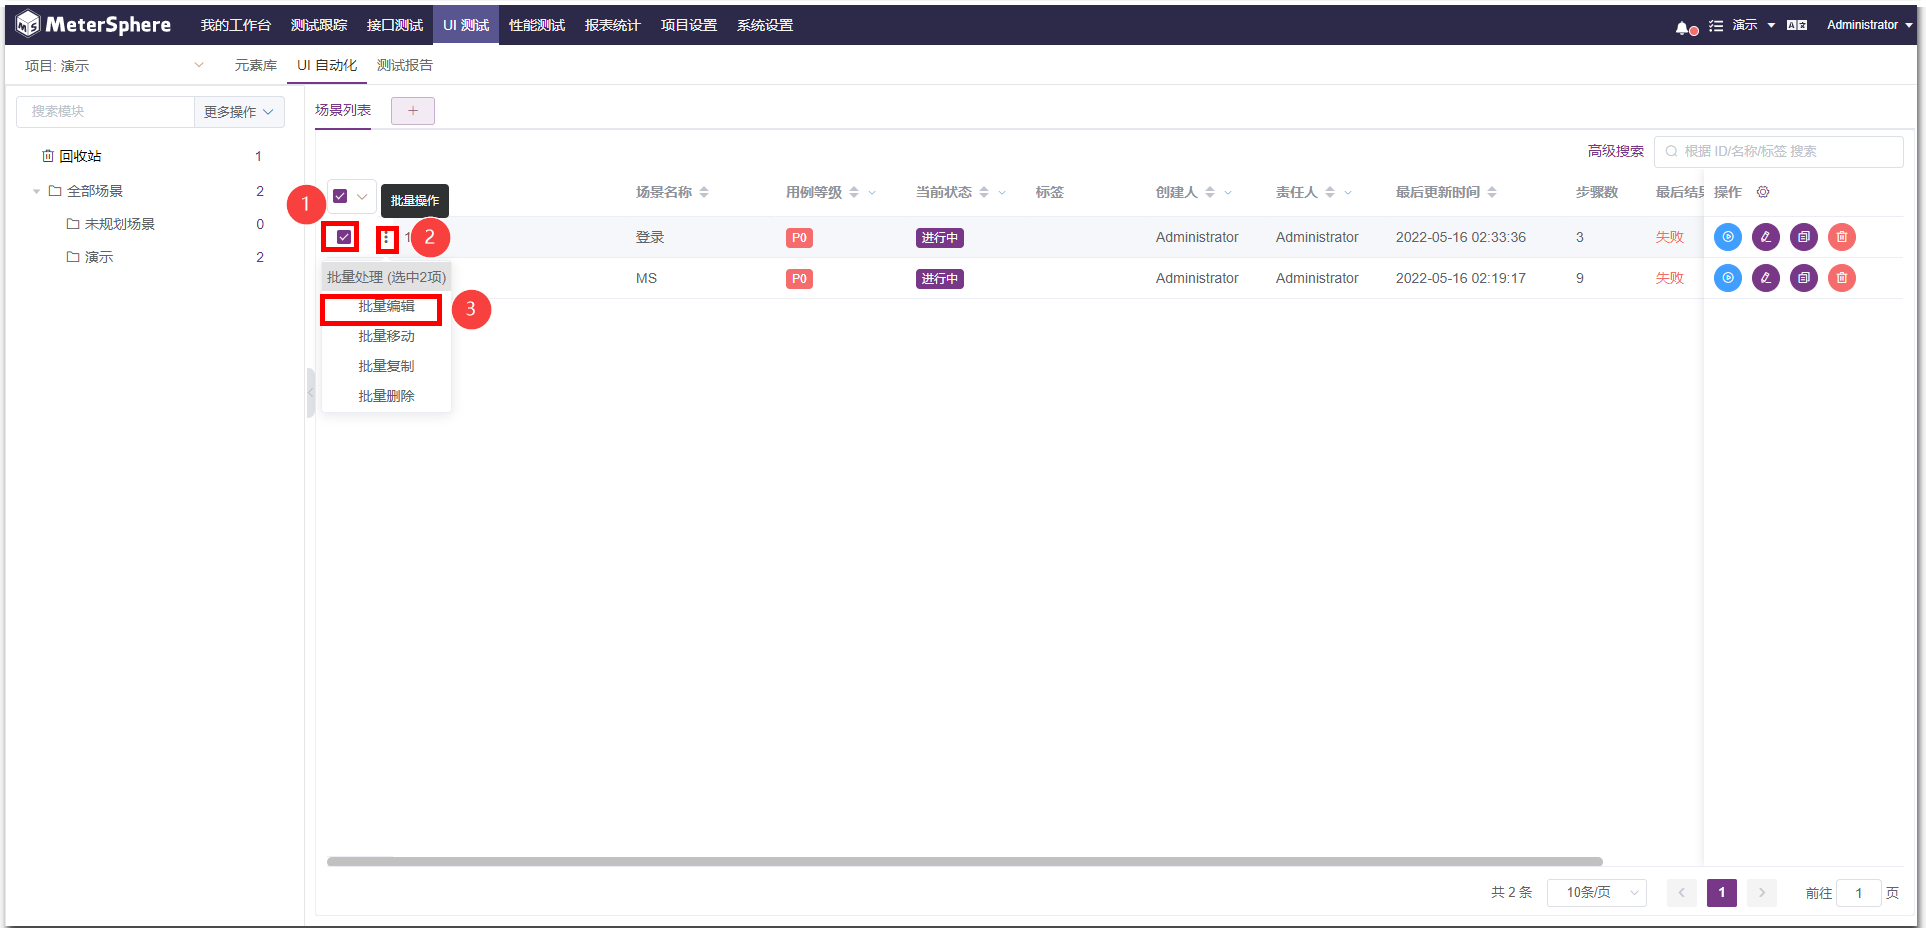 MeterSphere 我的工作台 测试跟踪 接口测试 UI 测试 性能测试 报表统计 项目设置 系统设置 演示 Administrator
项目: 演示 元素库 UI 自动化 测试报告
搜索模块 更多操作 场景列表 +
高级搜索 根据 ID/名称/标签 搜索
回收站 1
全部场景 2
未规划场景 0
演示 2
1 批量操作 场景名称 用例等级 当前状态 标签 创建人 责任人 最后更新时间 步骤数 最后结果 操作
1 2 登录 P0 进行中 Administrator Administrator 2022-05-16 02:33:36 3 失败
批量处理 (选中2项) MS P0 进行中 Administrator Administrator 2022-05-16 02:19:17 9 失败
批量编辑 3
批量移动
批量复制
批量删除
共 2 条 10条/页 1 前往 1 页